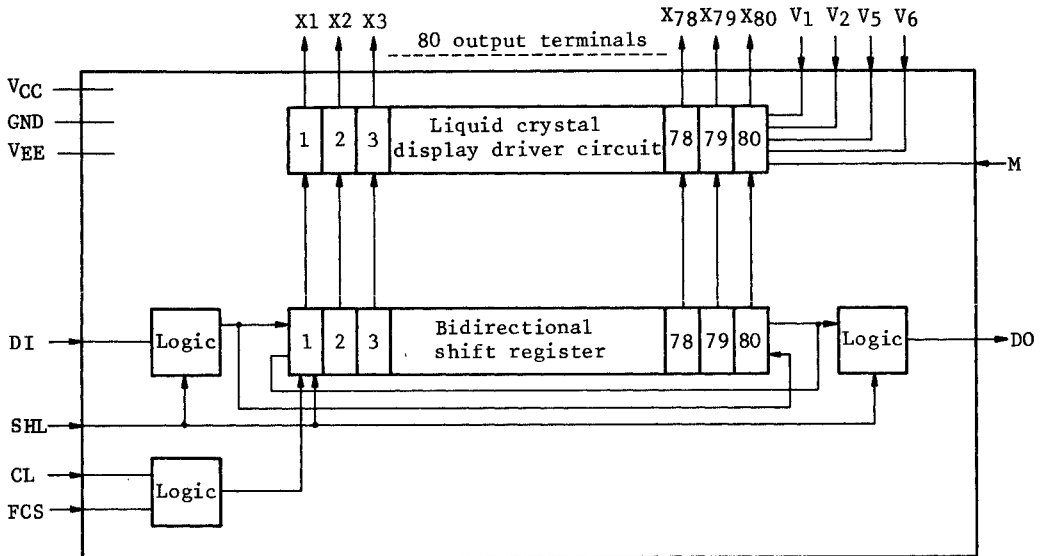 X1 X2 X3 X78 X79 X80 V1 V2 V5 V6
80 output terminals
VCC
GND
VEE
1 2 3 Liquid crystal display driver circuit 78 79 80
M
DI Logic 1 2 3 Bidirectional shift register 78 79 80 Logic DO
SHL
CL
Logic
FCS